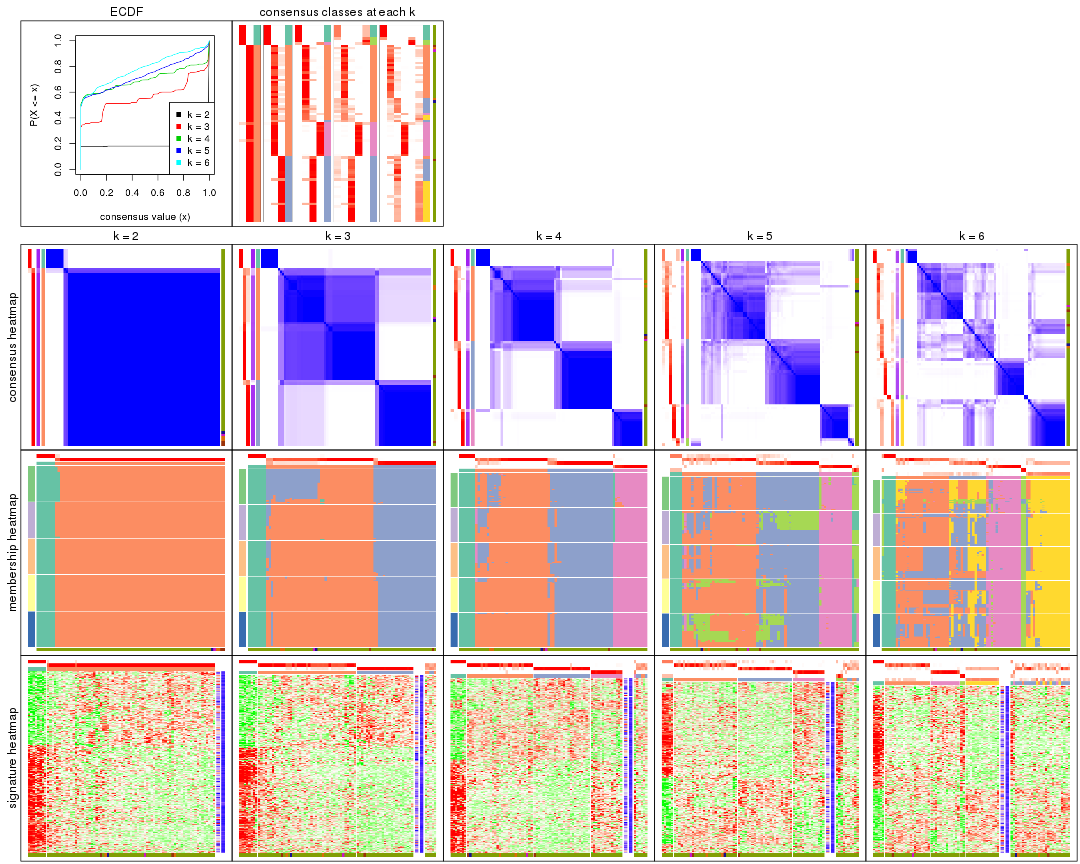 ECDF
consensus classes at each k
P(X <= x)
0.0 0.2 0.4 0.6 0.8 1.0
k = 2
k = 3
k = 4
k = 5
k = 6
0.0 0.2 0.4 0.6 0.8 1.0
consensus value (x)
k = 2
k = 3
k = 4
k = 5
k = 6
consensus heatmap
membership heatmap
signature heatmap